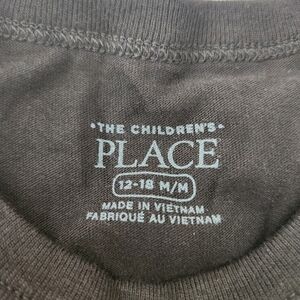 •THE CHILDREN'S•
PLACE
12-18 M/M
MADE IN VIETNAM
FABRIQUÉ AU VIETNAM